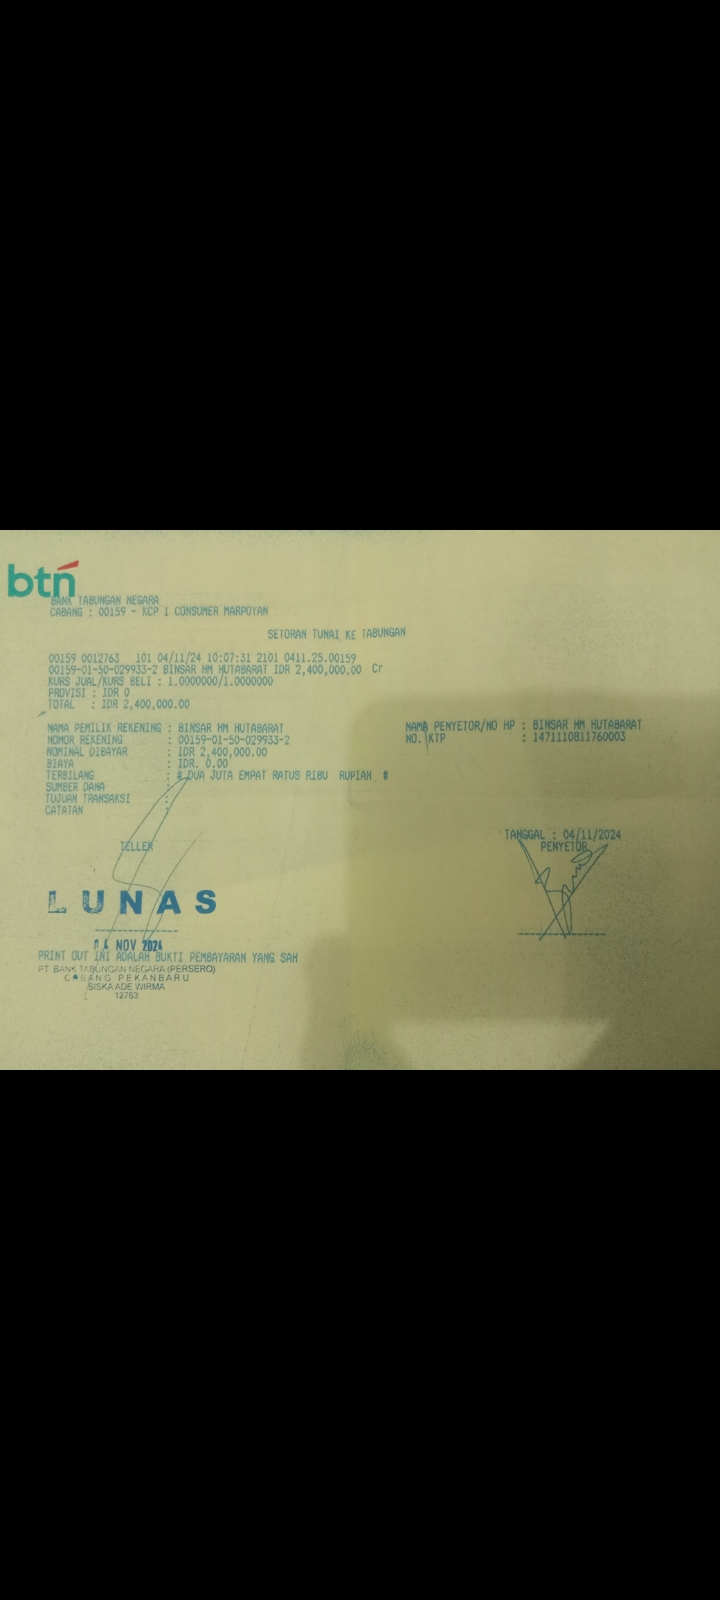 btn
BANK TABUNGAN NEGARA
CABANG : 00159 - KCP 1 CONSUMER MARPOYAN
SETORAN TUNAI KE TABUNGAN
00159 0012763 101 04/11/24 10:07:31 2101 0411.25.00159
00159-01-50-029933-2 BINSAR HM HUTABARAT IDR 2,400,000.00 Cr
KURS JUAL/KURS BELI : 1.0000000/1.0000000
PROVISI : IDR 0
TOTAL : IDR 2,400,000.00
NAMA PEMILIK REKENING : BINSAR HM HUTABARAT
NOMOR REKENING : 00159-01-50-029933-2
NOMINAL DIBAYAR : IDR 2,400,000.00
BIAYA : IDR. 0.00
TERBILANG : # DUA JUTA EMPAT RATUS RIBU RUPIAH #
SUMBER DANA :
TUJUAN TRANSAKSI :
CATATAN :
NAMA PENYETOR/NO HP : BINSAR HM HUTABARAT
NO. KTP : 1471110811760003
TELLER
TANGGAL : 04/11/2024
PENYETOR
LUNAS
04 NOV 2024
PRINT OUT INI ADALAH BUKTI PEMBAYARAN YANG SAH
PT. BANK TABUNGAN NEGARA (PERSERO)
CABANG PEKANBARU
SISKA ADE WIRMA
12763